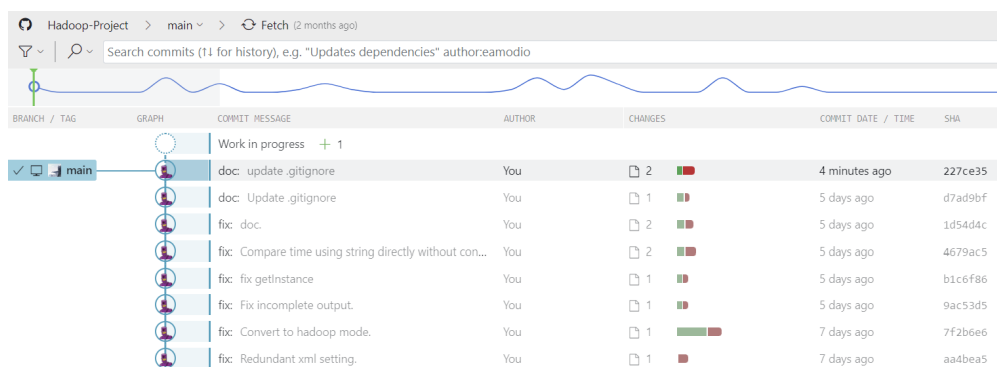 Hadoop-Project > main > Fetch (2 months ago)
Search commits (↑↓ for history), e.g. "Updates dependencies" author:eamodio
BRANCH / TAG GRAPH COMMIT MESSAGE AUTHOR CHANGES COMMIT DATE / TIME SHA
Work in progress + 1
main doc: update .gitignore You 2 4 minutes ago 227ce35
doc: Update .gitignore You 1 5 days ago d7ad9bf
fix: doc. You 2 5 days ago 1d54d4c
fix: Compare time using string directly without con... You 2 5 days ago 4679ac5
fix: fix getInstance You 1 5 days ago b1c6f86
fix: Fix incomplete output. You 1 5 days ago 9ac53d5
fix: Convert to hadoop mode. You 1 7 days ago 7f2b6e6
fix: Redundant xml setting. You 1 7 days ago aa4bea5